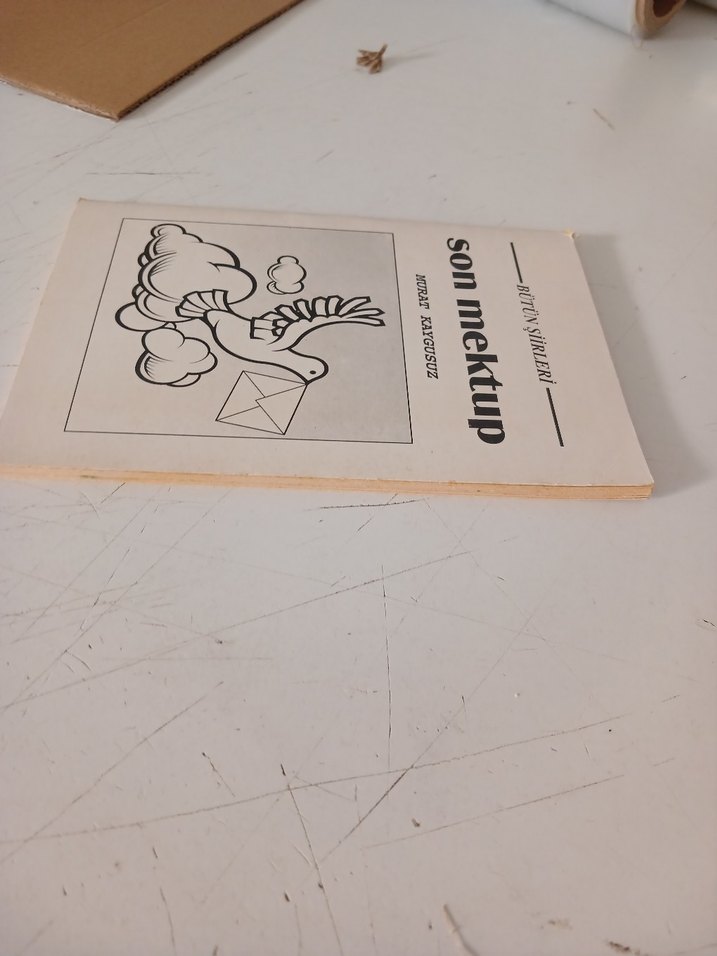 BÜTÜN ŞİİRLERİ
son mektup
MURAT KAYGUSUZ